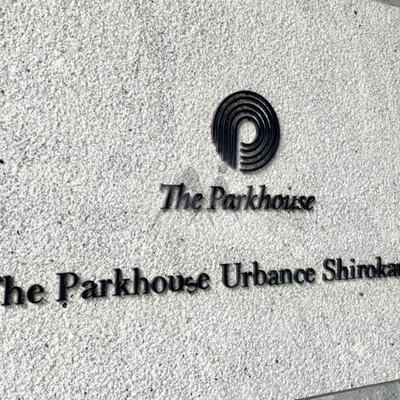 The Parkhouse
The Parkhouse Urbance Shiroka